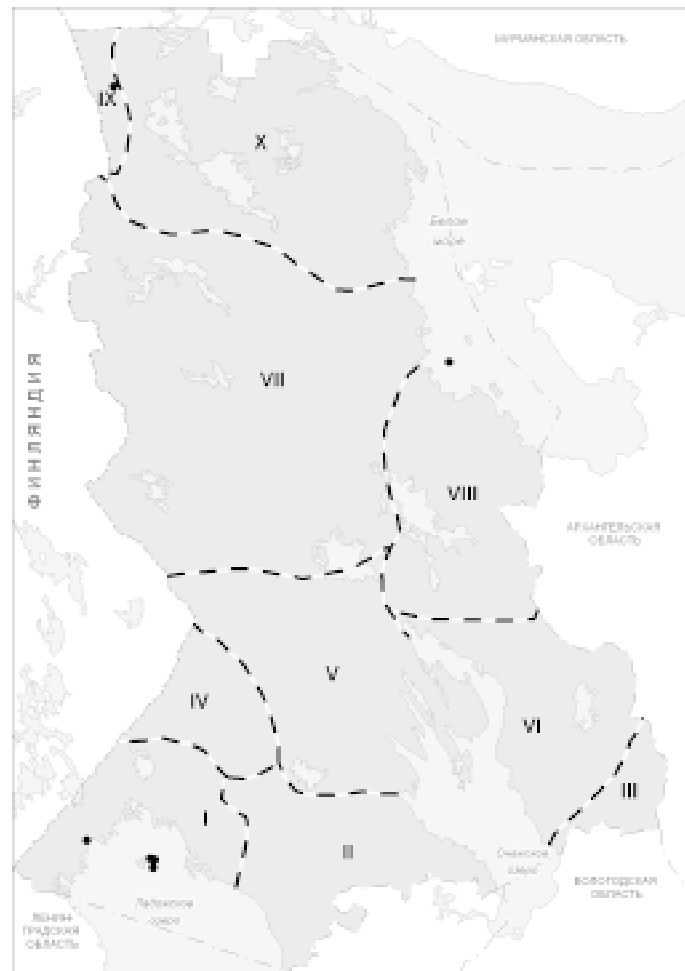 МУРМАНСКАЯ ОБЛАСТЬ
IX
X
Белое
море
ФИНЛЯНДИЯ
VII
VIII
АРХАНГЕЛЬСКАЯ
ОБЛАСТЬ
V
IV
VI
III
I
II
Онежское
озеро
ВОЛОГОДСКАЯ
ОБЛАСТЬ
Ладожское
озеро
ЛЕНИН-
ГРАДСКАЯ
ОБЛАСТЬ